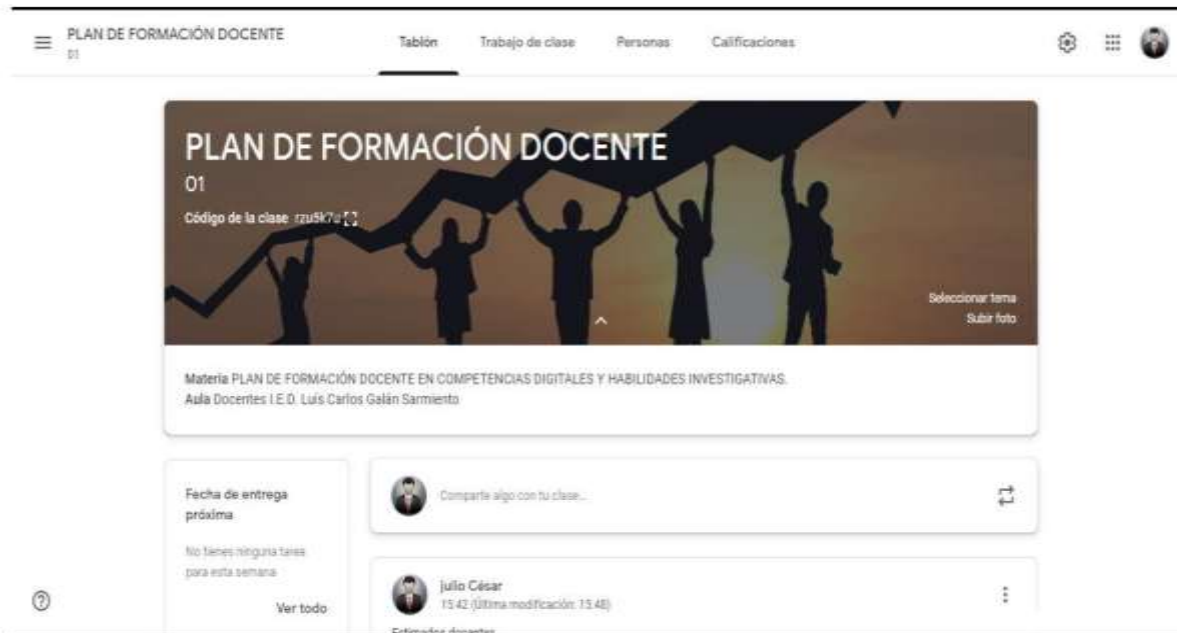 PLAN DE FORMACIÓN DOCENTE
01
Tablón
Trabajo de clase
Personas
Calificaciones
PLAN DE FORMACIÓN DOCENTE
01
Código de la clase
Seleccionar tema
Subir foto
Materia PLAN DE FORMACIÓN DOCENTE EN COMPETENCIAS DIGITALES Y HABILIDADES INVESTIGATIVAS.
Aula Docentes I.E.D. Luis Carlos Galán Sarmiento
Fecha de entrega
próxima
No tienes ninguna tarea
para esta semana
Ver todo
Comparte algo con tu clase...
julio César
15:42 (Última modificación: 15:48)
Estimados docentes